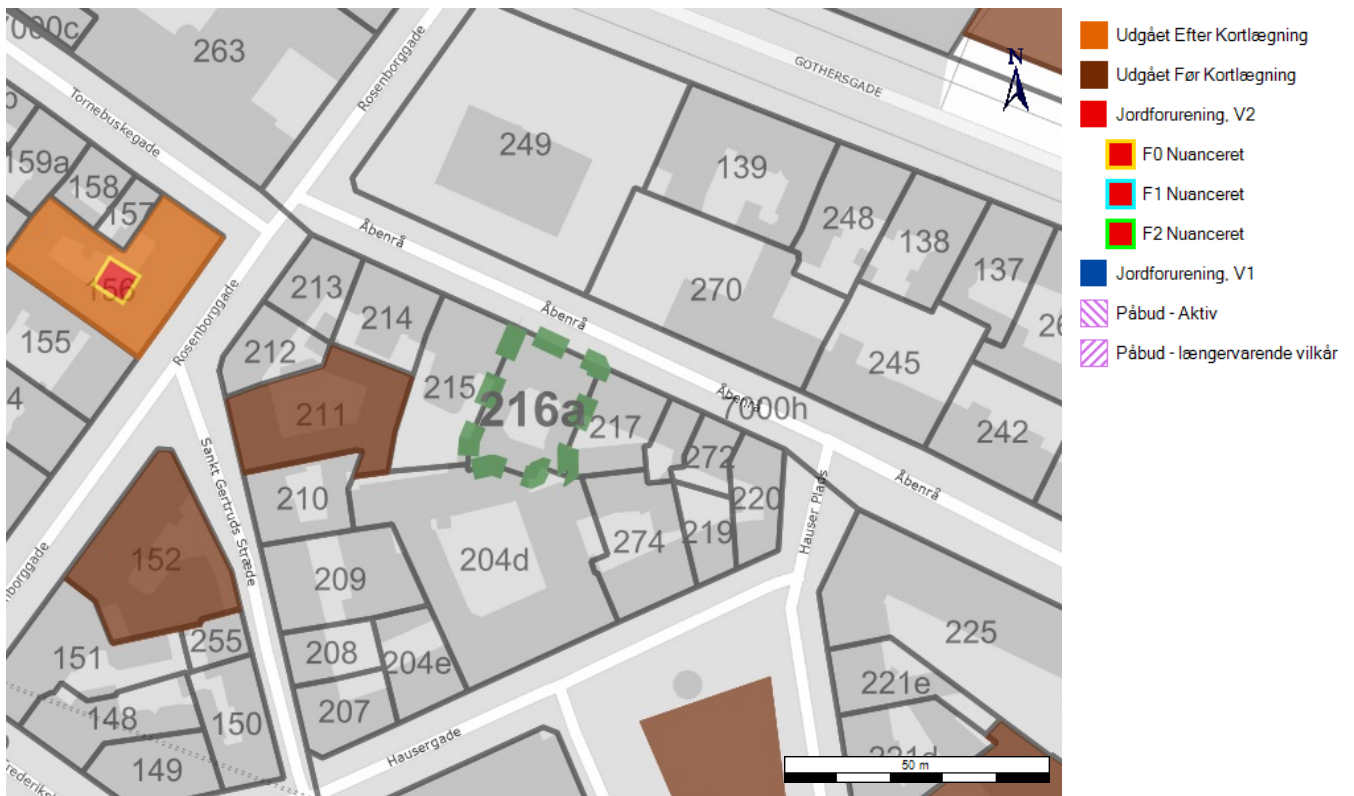 000c
263
Rosenborggade
GOTHERSGADE
N
Tornebuskegade
249
139
159a
158
157
248
138
137
Åbenrå
270
156
213
Åbenrå
214
155
Rosenborggade
212
245
215
216a
Åbenrå
7000h
4
211
217
242
272
Åbenrå
210
220
Sankt Gertruds Stræde
Hauser Plads
152
204d
274
219
209
225
255
151
208
204e
221e
148
150
207
221d
149
Hausergade
50 m
Udgået Efter Kortlægning
Udgået Før Kortlægning
Jordforurening, V2
F0 Nuanceret
F1 Nuanceret
F2 Nuanceret
Jordforurening, V1
Påbud - Aktiv
Påbud - længervarende vilkår